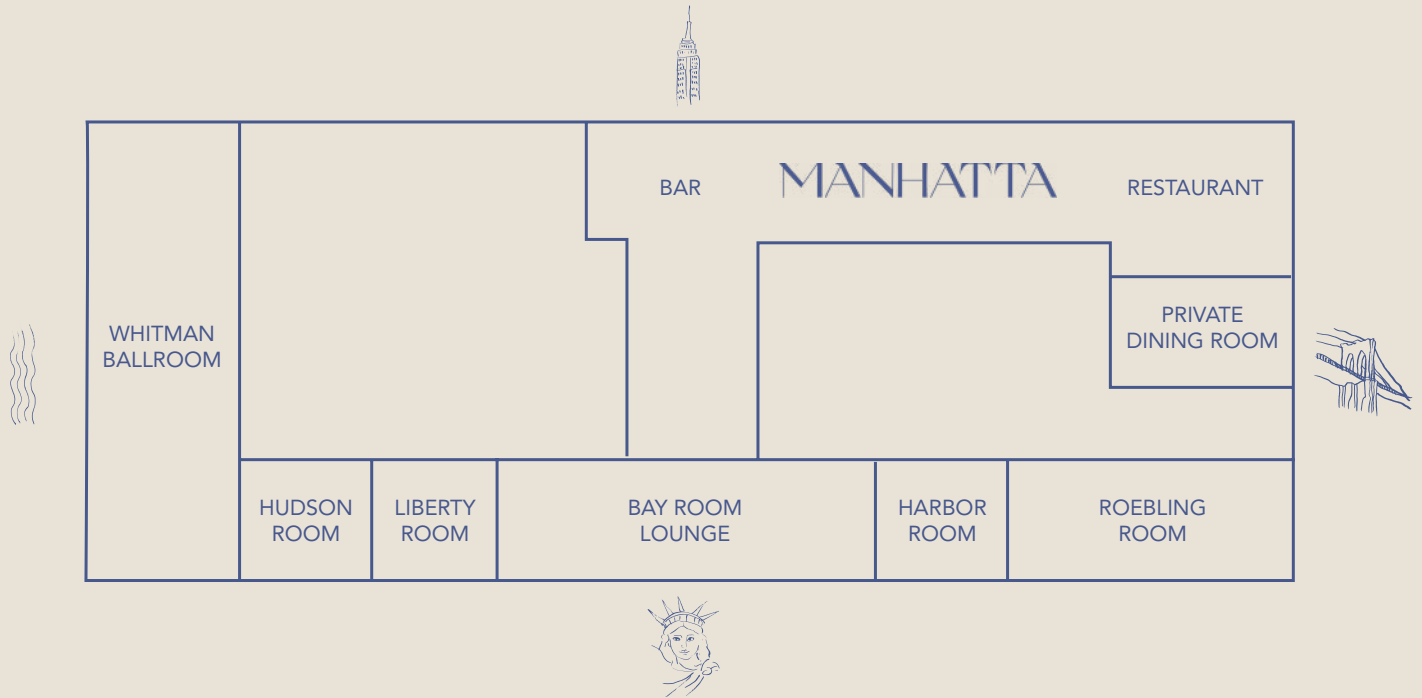 BAR
MANHATTA
RESTAURANT
PRIVATE
DINING ROOM
WHITMAN
BALLROOM
HUDSON
ROOM
LIBERTY
ROOM
BAY ROOM
LOUNGE
HARBOR
ROOM
ROEBLING
ROOM